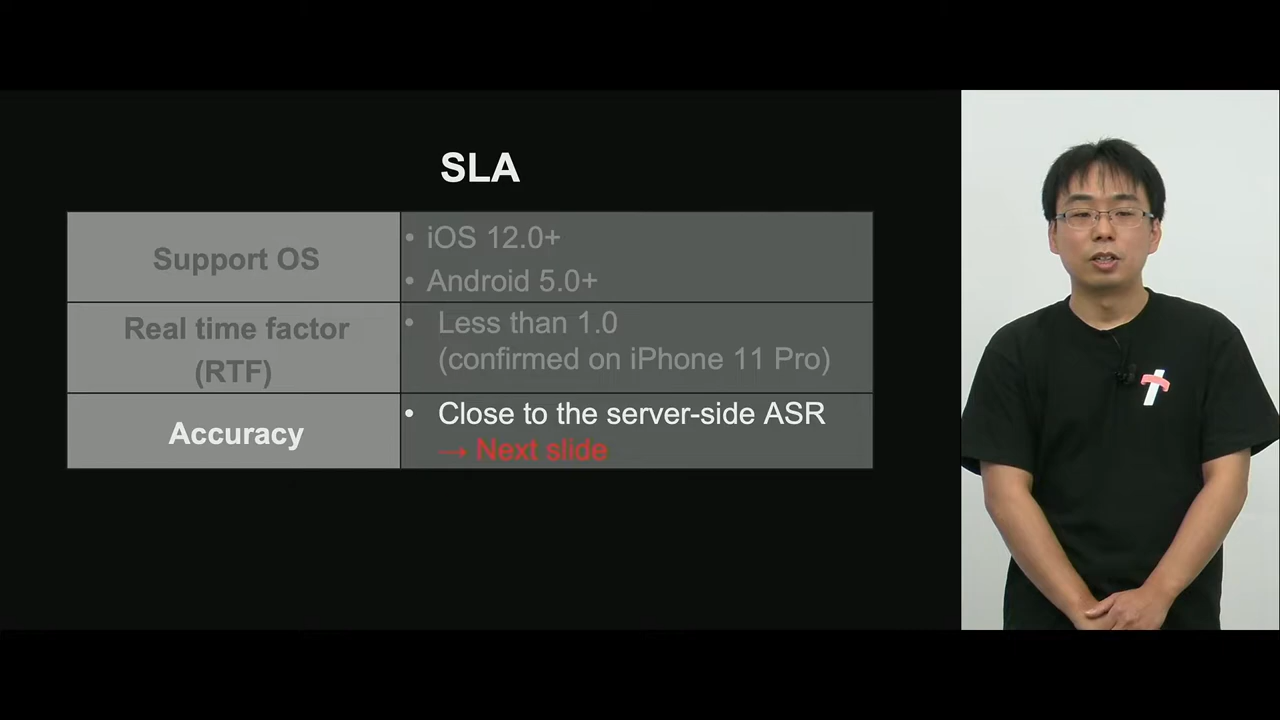 SLA
Support OS
• iOS 12.0+
• Android 5.0+
Real time factor
(RTF)
• Less than 1.0
(confirmed on iPhone 11 Pro)
Accuracy
• Close to the server-side ASR
→ Next slide